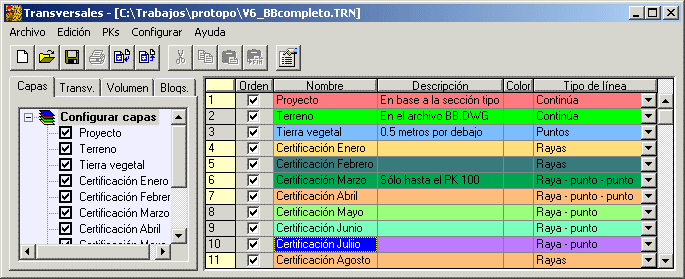 Transversales - [C:\Trabajos\protopo\V6_BBcompleto.TRN]
Archivo Edición PKs Configurar Ayuda
Capas Transv. Volumen Bloqs.
Configurar capas
Proyecto
Terreno
Tierra vegetal
Certificación Enero
Certificación Febrer
Certificación Marzo
Certificación Abril
Orden Nombre Descripción Color Tipo de línea
1 Proyecto En base a la sección tipo Continúa
2 Terreno En el archivo BB.DWG Continúa
3 Tierra vegetal 0.5 metros por debajo Puntos
4 Certificación Enero Rayas
5 Certificación Febrero Rayas
6 Certificación Marzo Sólo hasta el PK 100 Raya - punto - punto
7 Certificación Abril Raya - punto - punto
8 Certificación Mayo Raya - punto
9 Certificación Junio Raya - punto
10 Certificación Juliio Raya - punto
11 Certificación Agosto Rayas